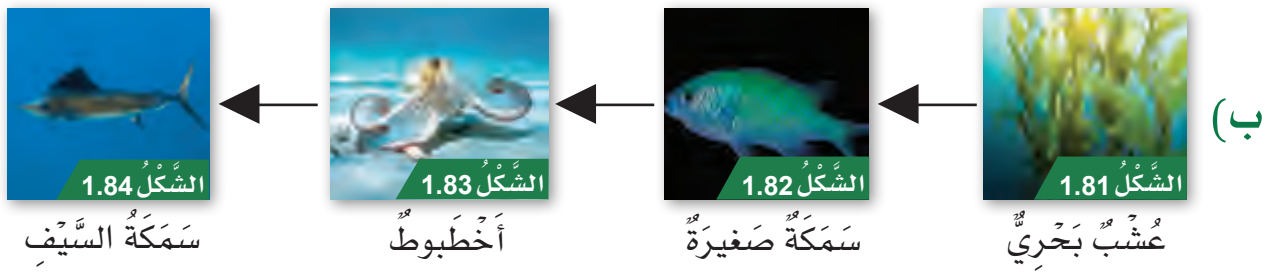 ب)
الشَّكْلُ 1.81
الشَّكْلُ 1.82
الشَّكْلُ 1.83
الشَّكْلُ 1.84
عُشْبٌ بَحْرِيٌّ
سَمَكَةٌ صَغيرَةٌ
أَخْطَبوطٌ
سَمَكَةُ السَّيْفِ